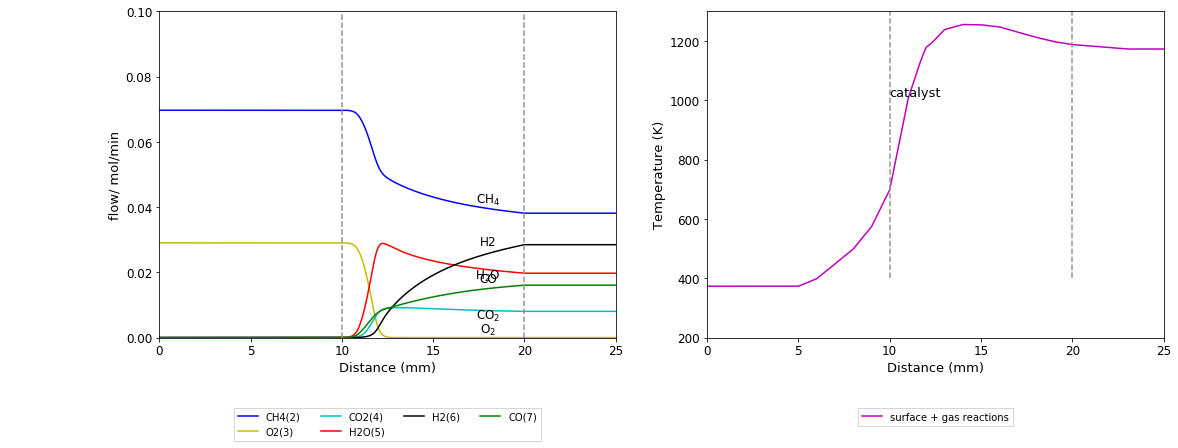 0.10
0.08
0.06
0.04
0.02
0.00
flow/ mol/min
CH₄
H2
H₂O
CO
CO₂
O₂
0 5 10 15 20 25
Distance (mm)
CH4(2) CO2(4) H2(6) CO(7)
O2(3) H2O(5)
1200
1000
800
600
400
200
Temperature (K)
catalyst
0 5 10 15 20 25
Distance (mm)
surface + gas reactions